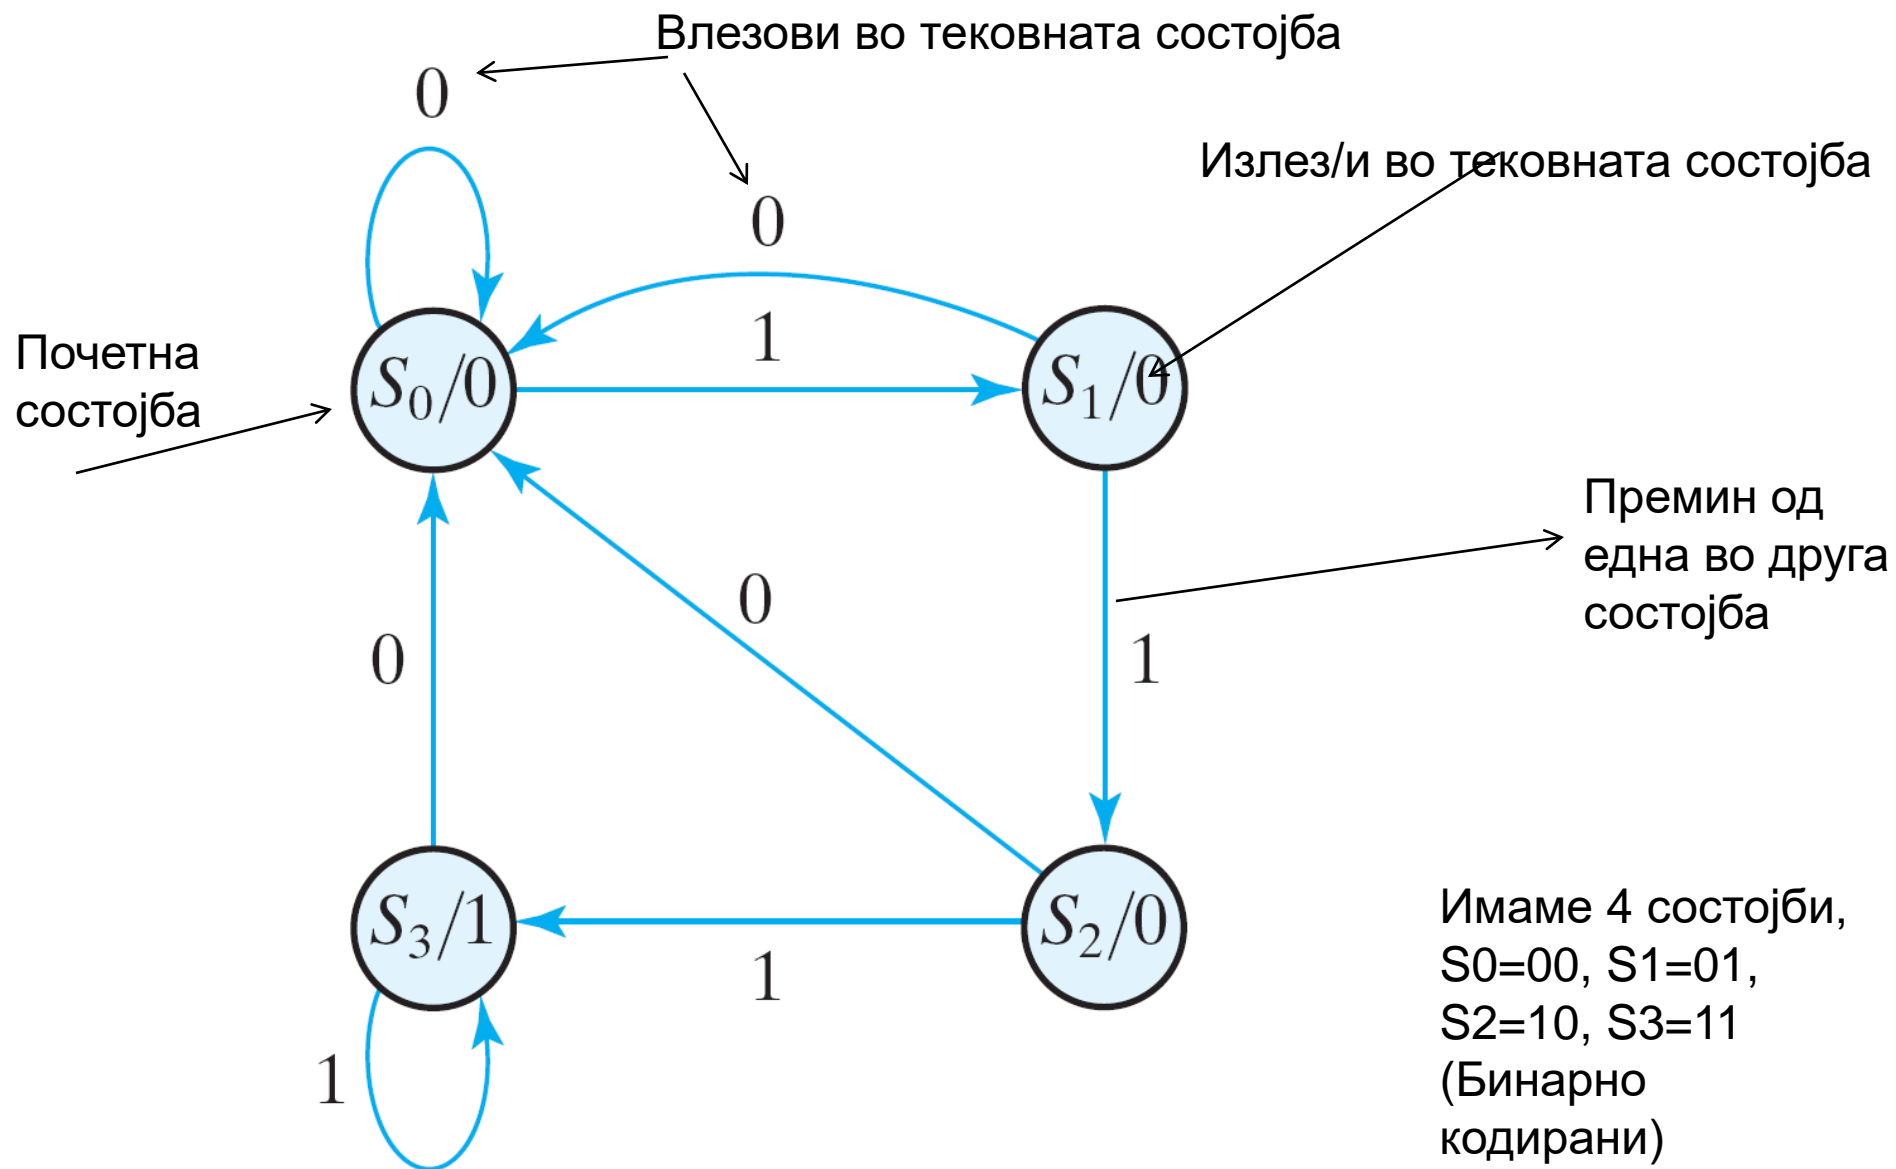 Влезови во тековната состојба
0
Излез/и во тековната состојба
0
1
Почетна
состојба
S₀/0
S₁/0
Премин од
една во друга
состојба
0
0
1
S₃/1
S₂/0
1
1
Имаме 4 состојби,
S0=00, S1=01,
S2=10, S3=11
(Бинарно
кодирани)